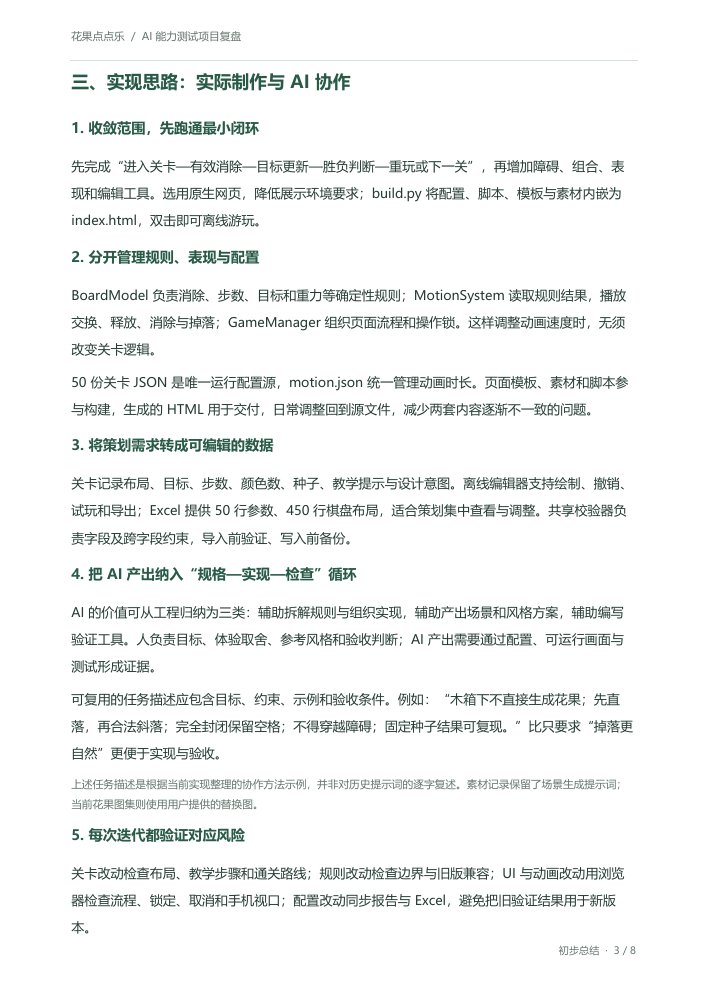 花果点点乐 / AI 能力测试项目复盘
三、实现思路：实际制作与 AI 协作
1. 收敛范围，先跑通最小闭环
先完成“进入关卡—有效消除—目标更新—胜负判断—重玩或下一关”，再增加障碍、组合、表
现和编辑工具。选用原生网页，降低展示环境要求；build.py 将配置、脚本、模板与素材内嵌为
index.html，双击即可离线游玩。
2. 分开管理规则、表现与配置
BoardModel 负责消除、步数、目标和重力等确定性规则；MotionSystem 读取规则结果，播放
交换、释放、消除与掉落；GameManager 组织页面流程和操作锁。这样调整动画速度时，无须
改变关卡逻辑。
50 份关卡 JSON 是唯一运行配置源，motion.json 统一管理动画时长。页面模板、素材和脚本参
与构建，生成的 HTML 用于交付，日常调整回到源文件，减少两套内容逐渐不一致的问题。
3. 将策划需求转成可编辑的数据
关卡记录布局、目标、步数、颜色数、种子、教学提示与设计意图。离线编辑器支持绘制、撤销、
试玩和导出；Excel 提供 50 行参数、450 行棋盘布局，适合策划集中查看与调整。共享校验器负
责字段及跨字段约束，导入前验证、写入前备份。
4. 把 AI 产出纳入“规格—实现—检查”循环
AI 的价值可从工程归纳为三类：辅助拆解规则与组织实现，辅助产出场景和风格方案，辅助编写
验证工具。人负责目标、体验取舍、参考风格和验收判断；AI 产出需要通过配置、可运行画面与
测试形成证据。
可复用的任务描述应包含目标、约束、示例和验收条件。例如：“木箱下不直接生成花果；先直
落，再合法斜落；完全封闭保留空格；不得穿越障碍；固定种子结果可复现。”比只要求“掉落更
自然”更便于实现与验收。
上述任务描述是根据当前实现整理的协作方法示例，并非对历史提示词的逐字复述。素材记录保留了场景生成提示词；
当前花果图集则使用用户提供的替换图。
5. 每次迭代都验证对应风险
关卡改动检查布局、教学步骤和通关路线；规则改动检查边界与旧版兼容；UI 与动画改动用浏览
器检查流程、锁定、取消和手机视口；配置改动同步报告与 Excel，避免把旧验证结果用于新版
本。
初步总结 · 3 / 8